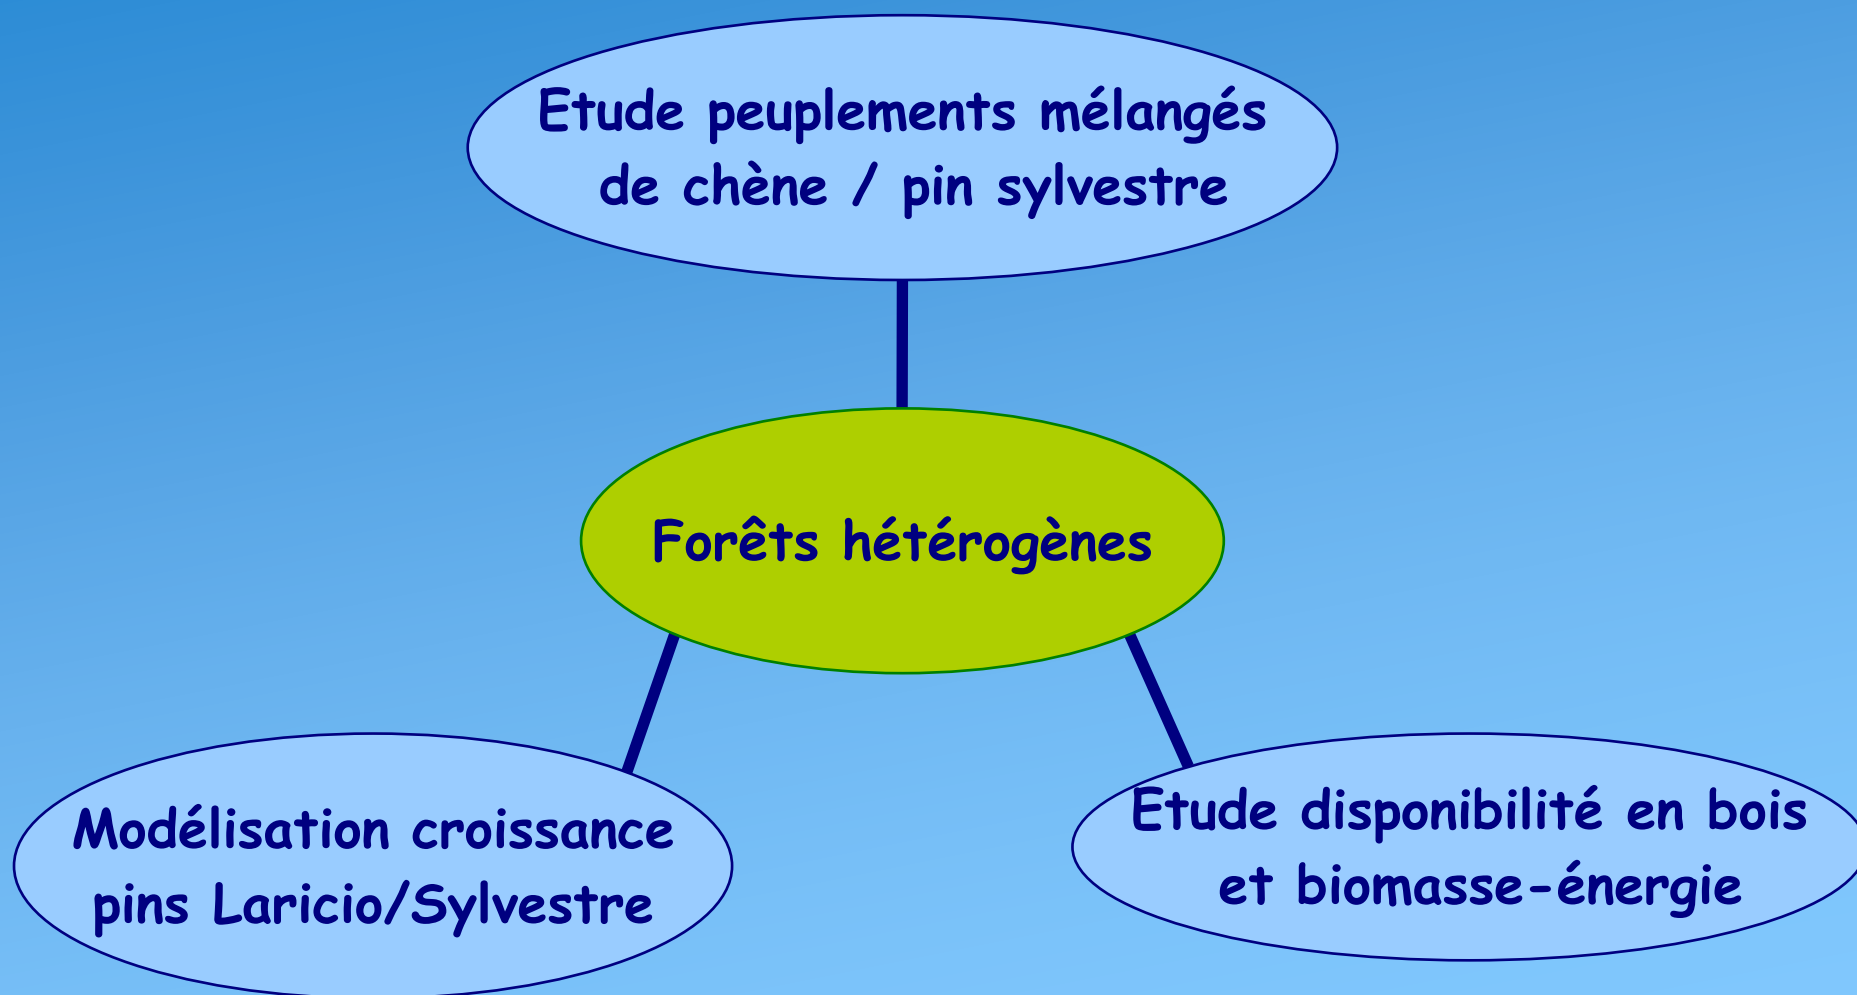 Etude peuplements mélangés
de chène / pin sylvestre
Forêts hétérogènes
Modélisation croissance
pins Laricio/Sylvestre
Etude disponibilité en bois
et biomasse-énergie